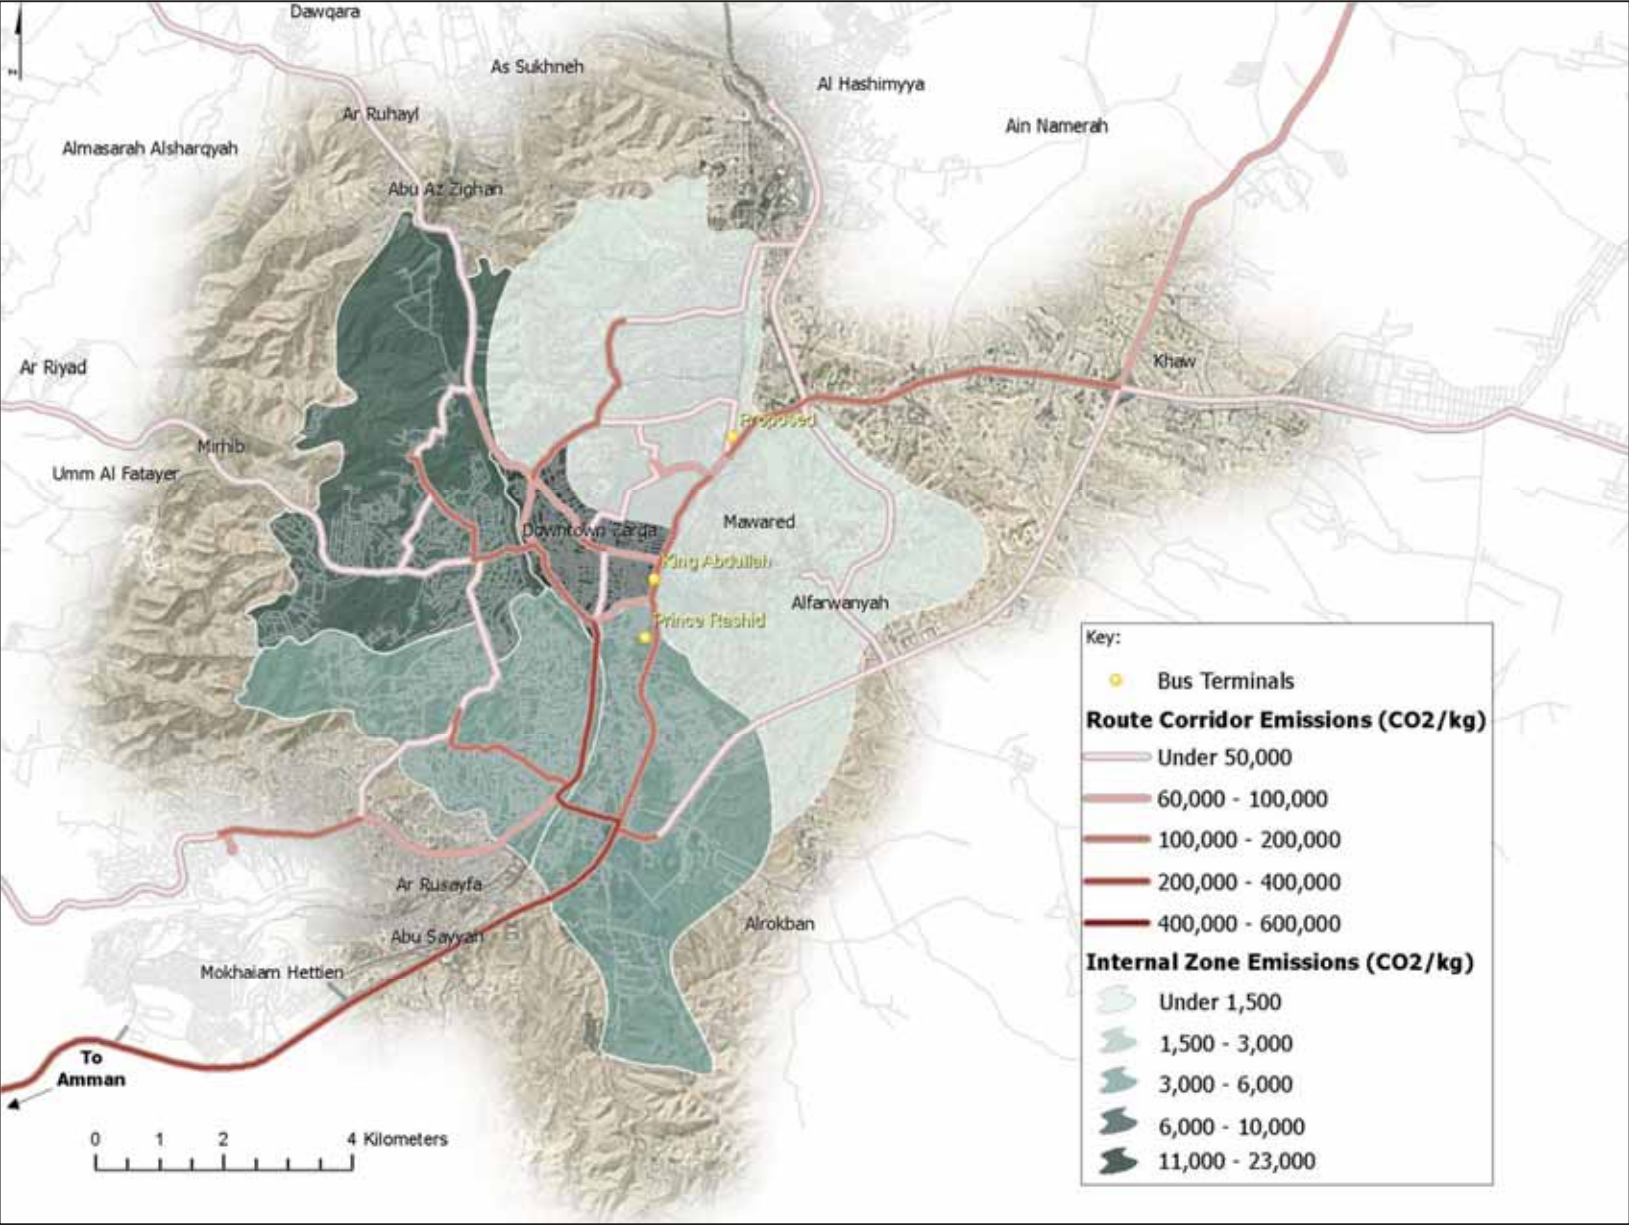 Dawqara
As Sukhneh
Al Hashimyya
Ar Ruhayl
Ain Namerah
Almasarah Alsharqyah
Abu Az Zighan
Khaw
Ar Riyad
Proposed
Mirhib
Umm Al Fatayer
Mawared
Downtown Zarqa
King Abdullah
Alfarwanyah
Prince Rashid
Key:
Bus Terminals
Route Corridor Emissions (CO2/kg)
Under 50,000
60,000 - 100,000
100,000 - 200,000
200,000 - 400,000
400,000 - 600,000
Internal Zone Emissions (CO2/kg)
Under 1,500
1,500 - 3,000
3,000 - 6,000
6,000 - 10,000
11,000 - 23,000
Ar Rusayfa
Alrokban
Abu Sayyah
Mokhaiam Hettien
To
Amman
0 1 2 4 Kilometers